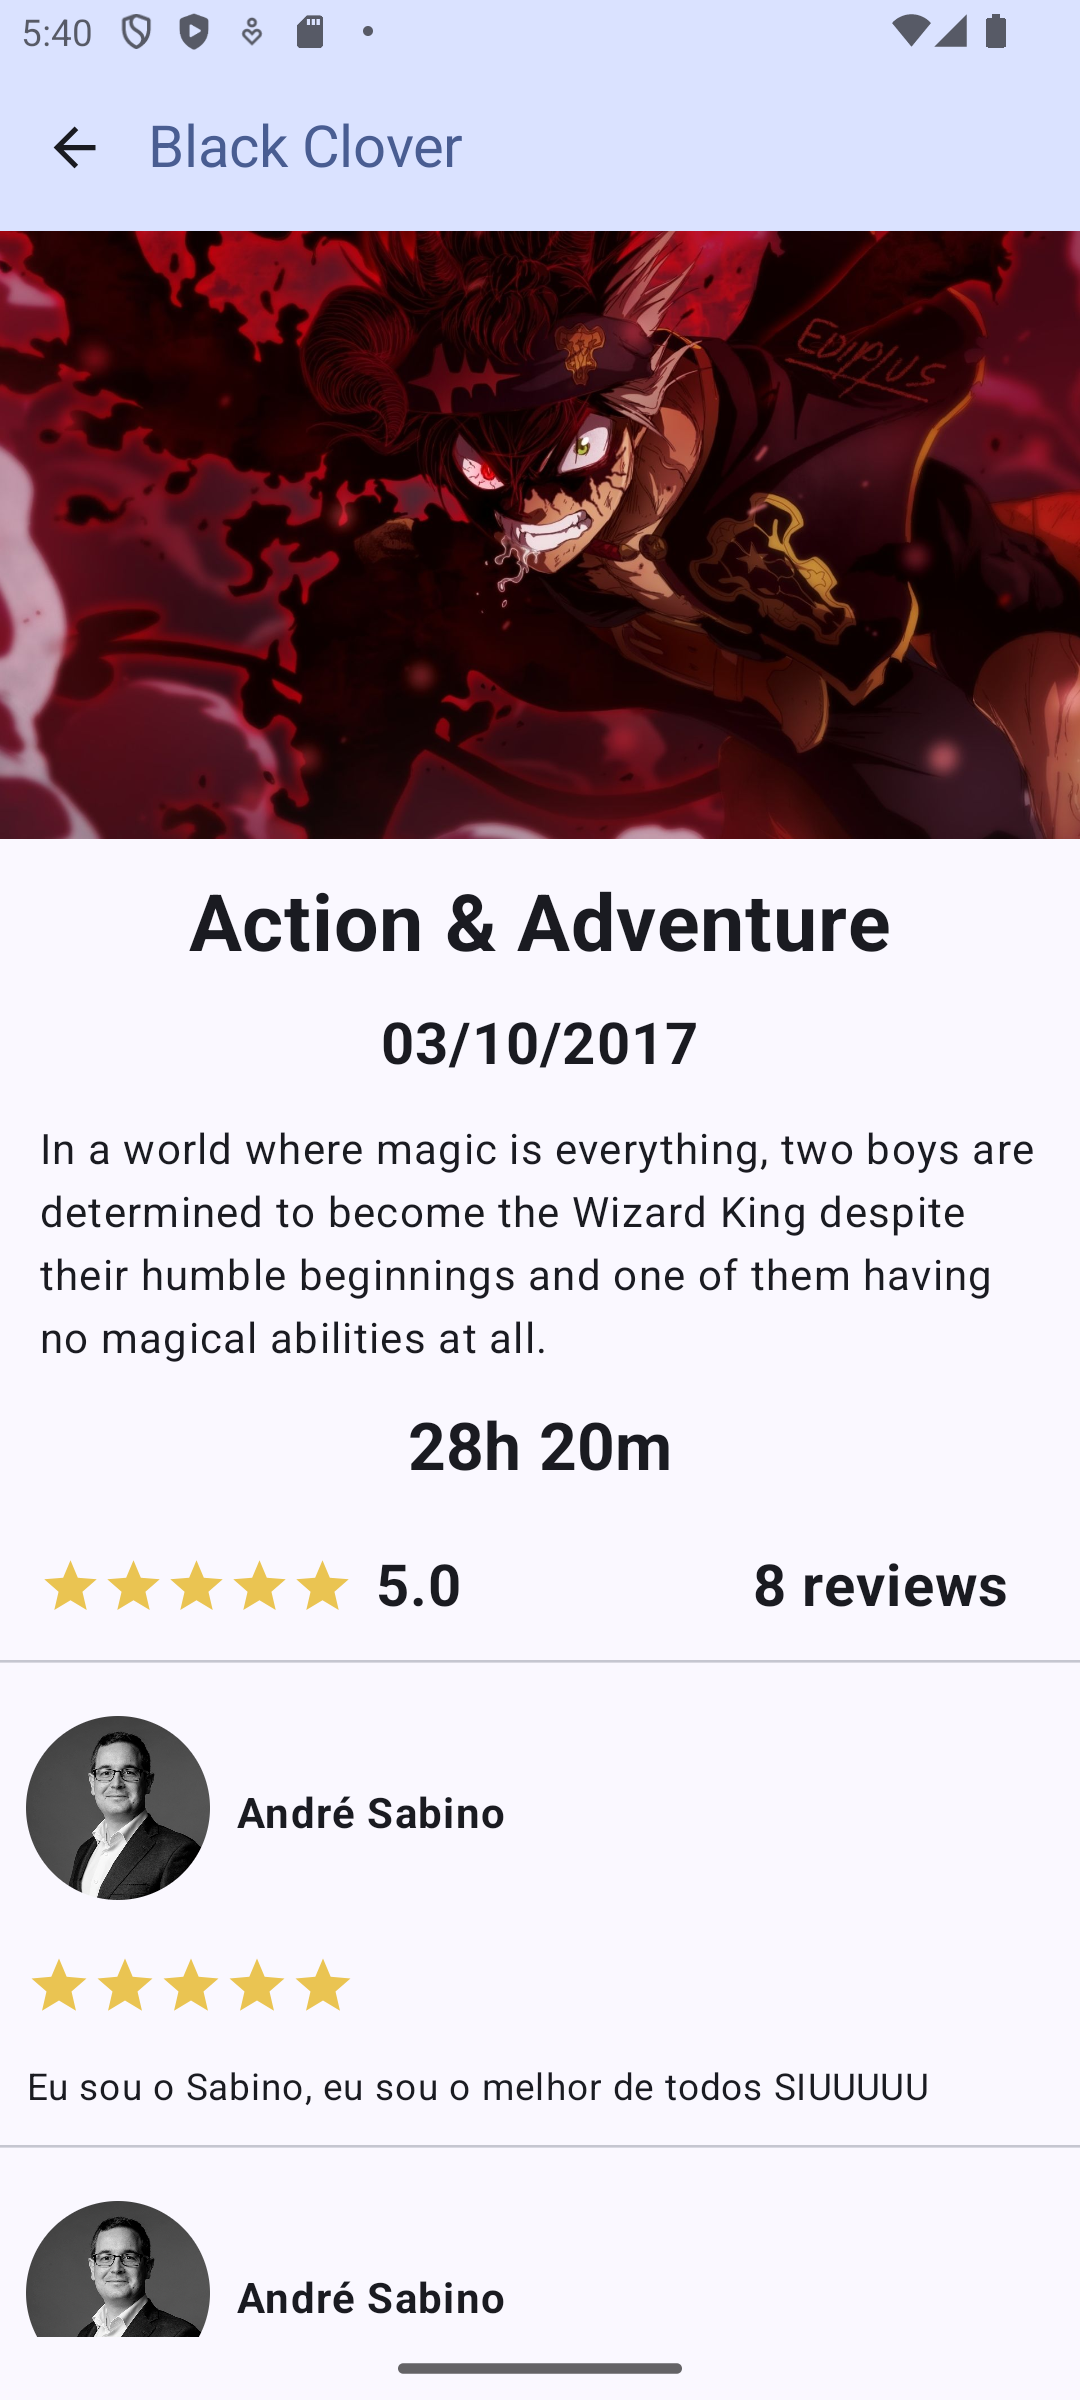 5:40
Black Clover
EDIPLUS
Action & Adventure
03/10/2017
In a world where magic is everything, two boys are
determined to become the Wizard King despite
their humble beginnings and one of them having
no magical abilities at all.
28h 20m
5.0
8 reviews
André Sabino
Eu sou o Sabino, eu sou o melhor de todos SIUUUUU
André Sabino